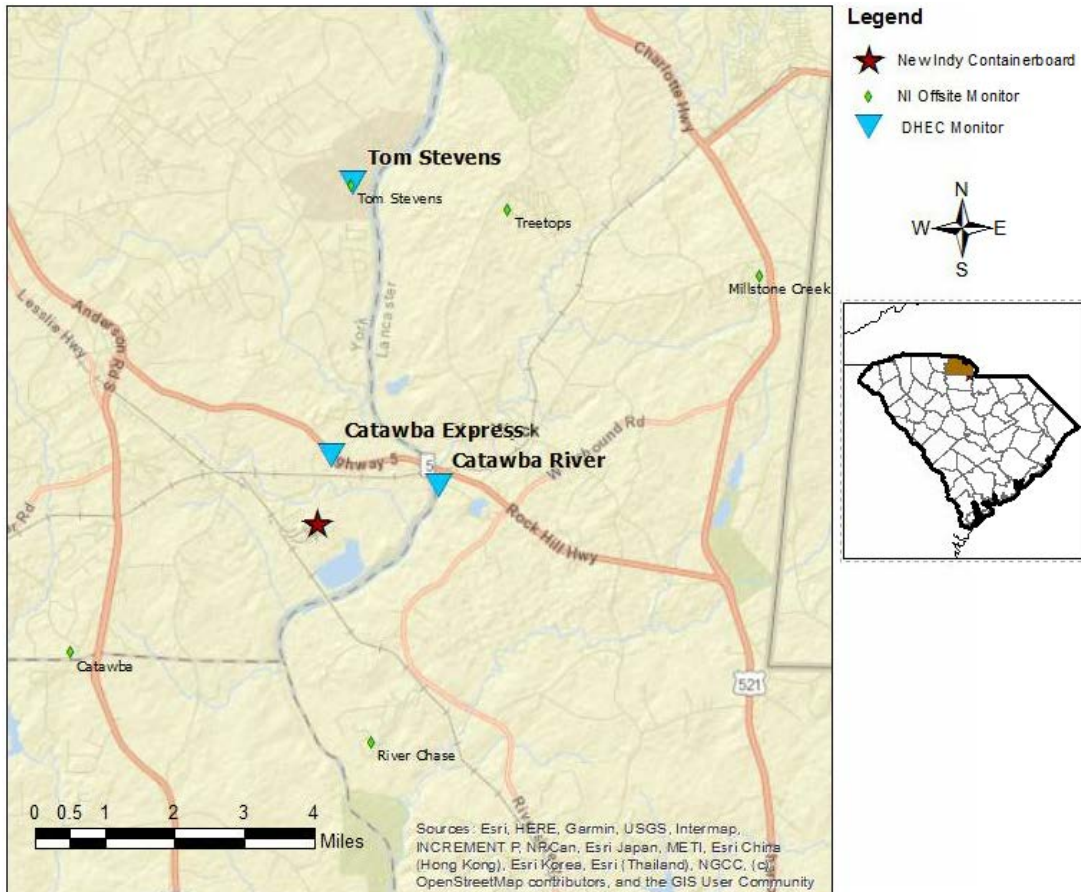 Legend
New Indy Containerboard
NI Offsite Monitor
DHEC Monitor
N
W
E
S
Charlotte Hwy
Tom Stevens
Tom Stevens
Treetops
Millstone Creek
York
Lancaster
Lesslie Hwy
Anderson Rd S
Catawba Express
ghway 5
5
Catawba River
Rock Hill Hwy
Catawba
521
River Chase
0 0.5 1 2 3 4
Miles
Sources: Esri, HERE, Garmin, USGS, Intermap,
INCREMENT P, NRCan, Esri Japan, METI, Esri China
(Hong Kong), Esri Korea, Esri (Thailand), NGCC, (c)
OpenStreetMap contributors, and the GIS User Community